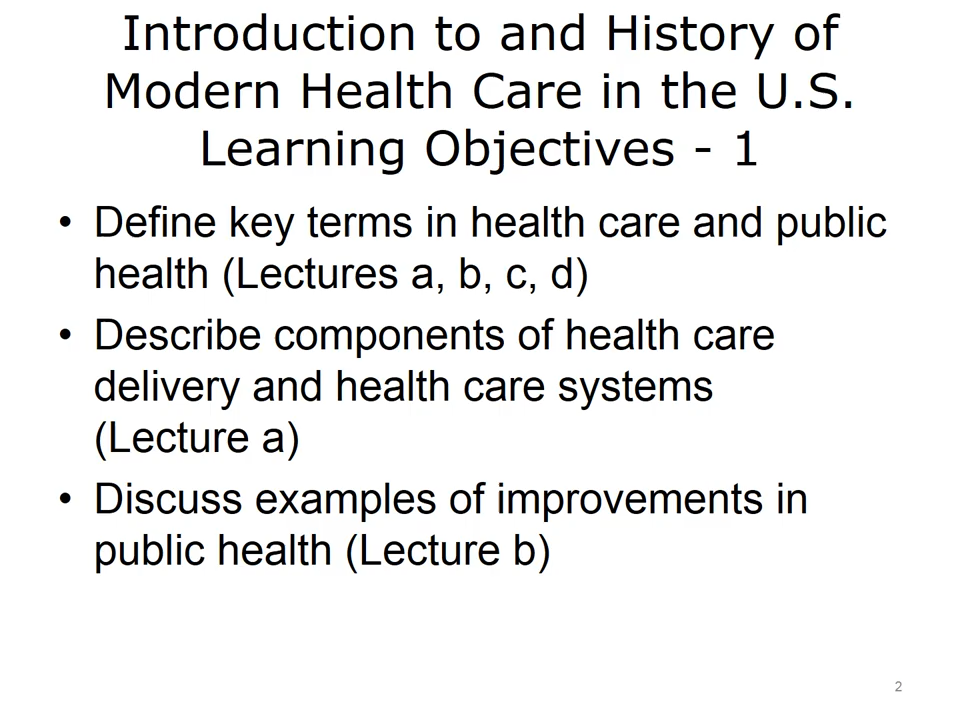 Introduction to and History of
Modern Health Care in the U.S.
Learning Objectives - 1
• Define key terms in health care and public
health (Lectures a, b, c, d)
• Describe components of health care
delivery and health care systems
(Lecture a)
• Discuss examples of improvements in
public health (Lecture b)
2